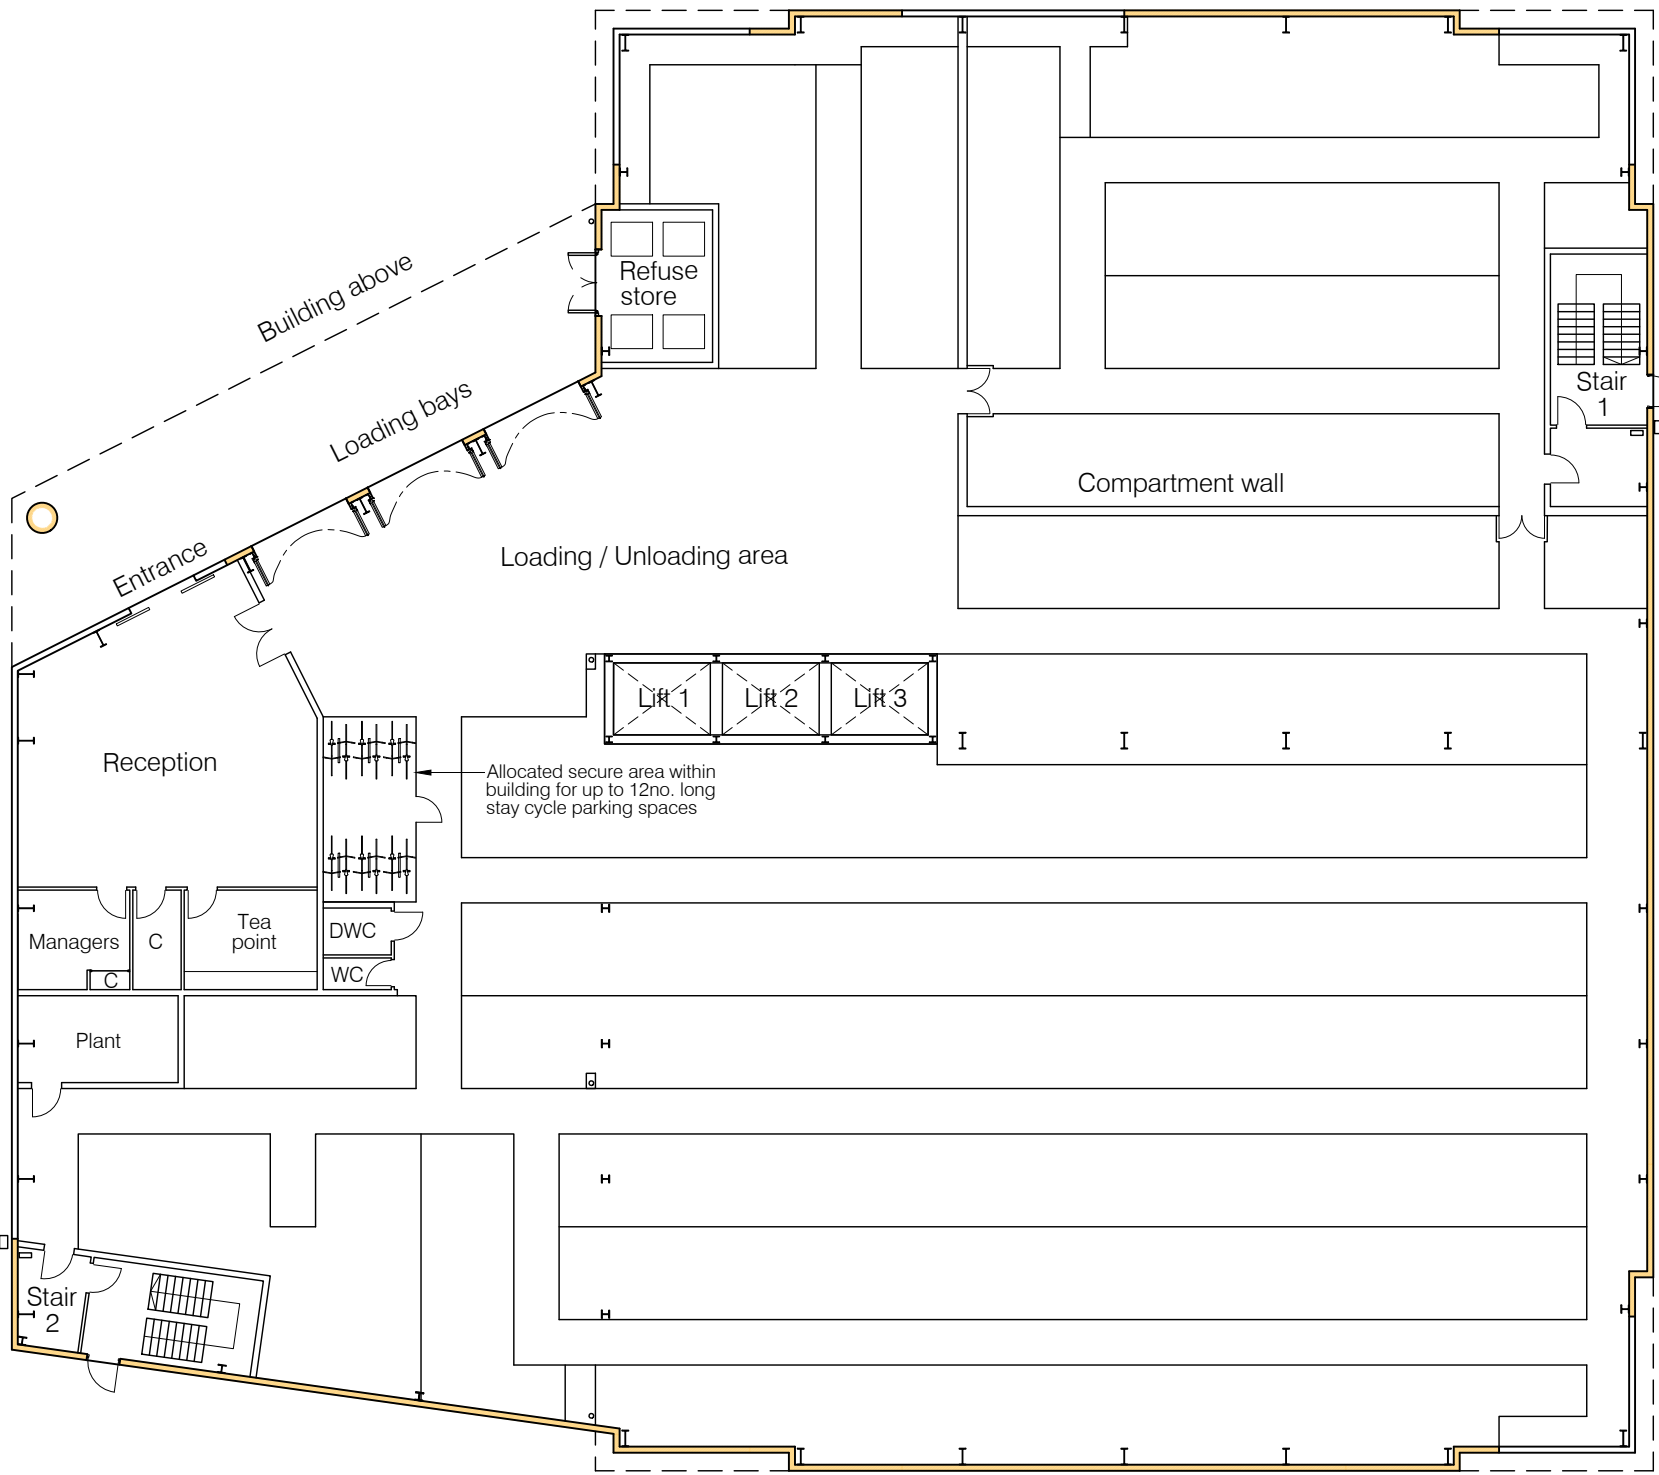 Building above
Refuse
store
Loading bays
Stair
1
Compartment wall
Entrance
Loading / Unloading area
Lift 1
Lift 2
Lift 3
Reception
Allocated secure area within
building for up to 12no. long
stay cycle parking spaces
Managers
C
Tea
point
DWC
WC
C
Plant
Stair
2